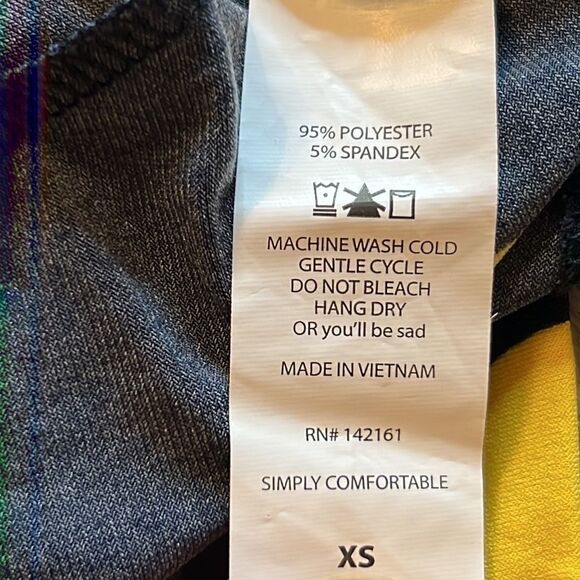 95% POLYESTER
5% SPANDEX
MACHINE WASH COLD
GENTLE CYCLE
DO NOT BLEACH
HANG DRY
OR you'll be sad
MADE IN VIETNAM
RN# 142161
SIMPLY COMFORTABLE
XS